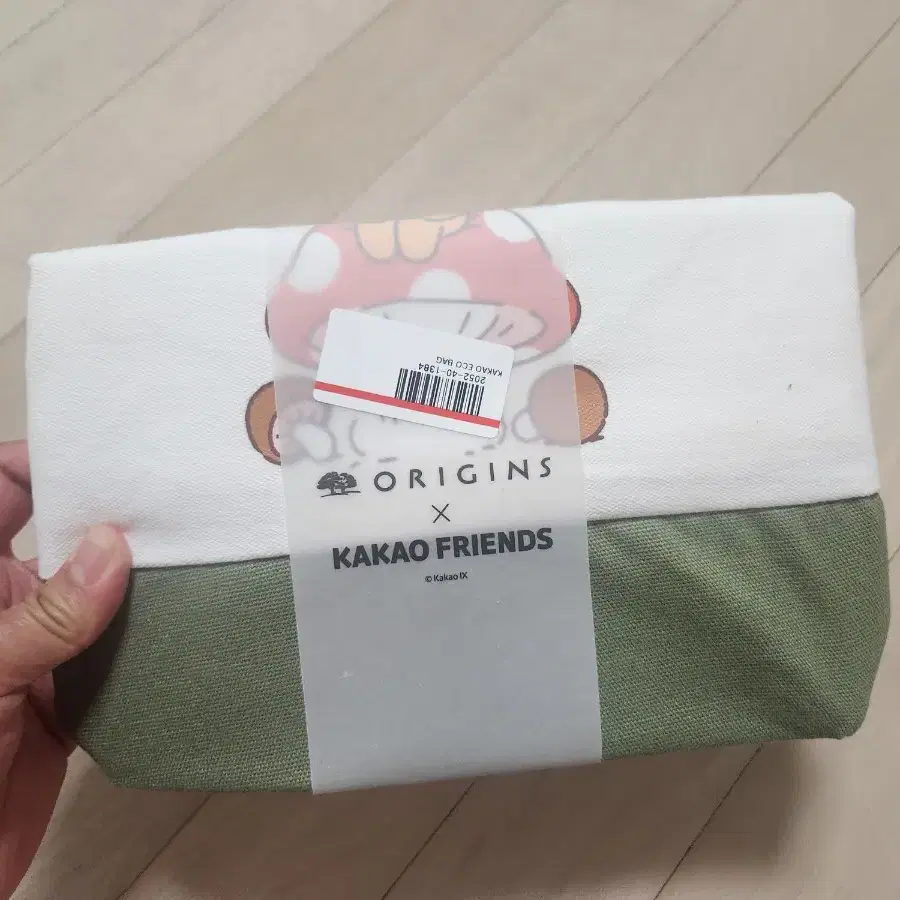 KAKAO ECO BAG
2052-40-1384
ORIGINS
×
KAKAO FRIENDS
© Kakao IX